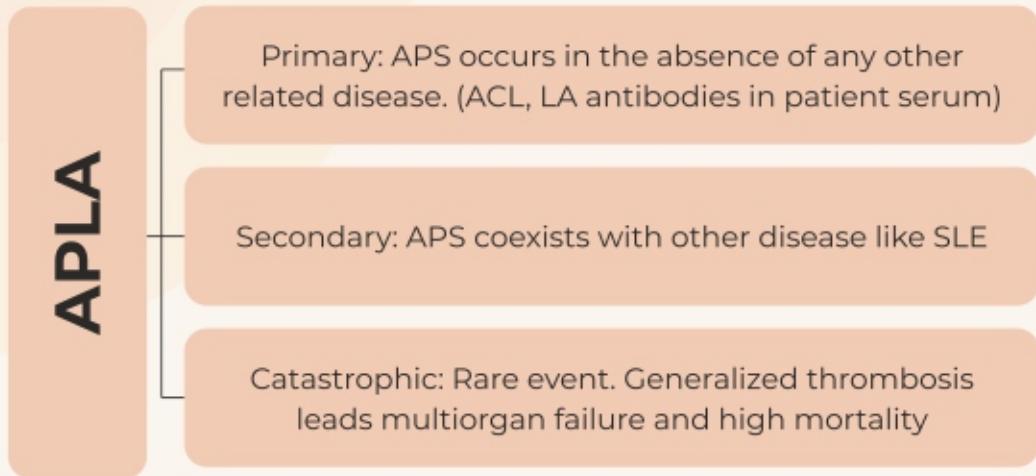 APLA
Primary: APS occurs in the absence of any other
related disease. (ACL, LA antibodies in patient serum)
Secondary: APS coexists with other disease like SLE
Catastrophic: Rare event. Generalized thrombosis
leads multiorgan failure and high mortality